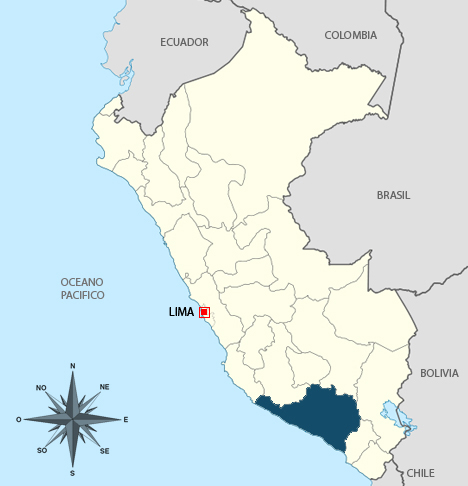 ECUADOR
COLOMBIA
BRASIL
OCEANO
PACIFICO
LIMA
BOLIVIA
N
NO
NE
O
E
SO
SE
S
CHILE